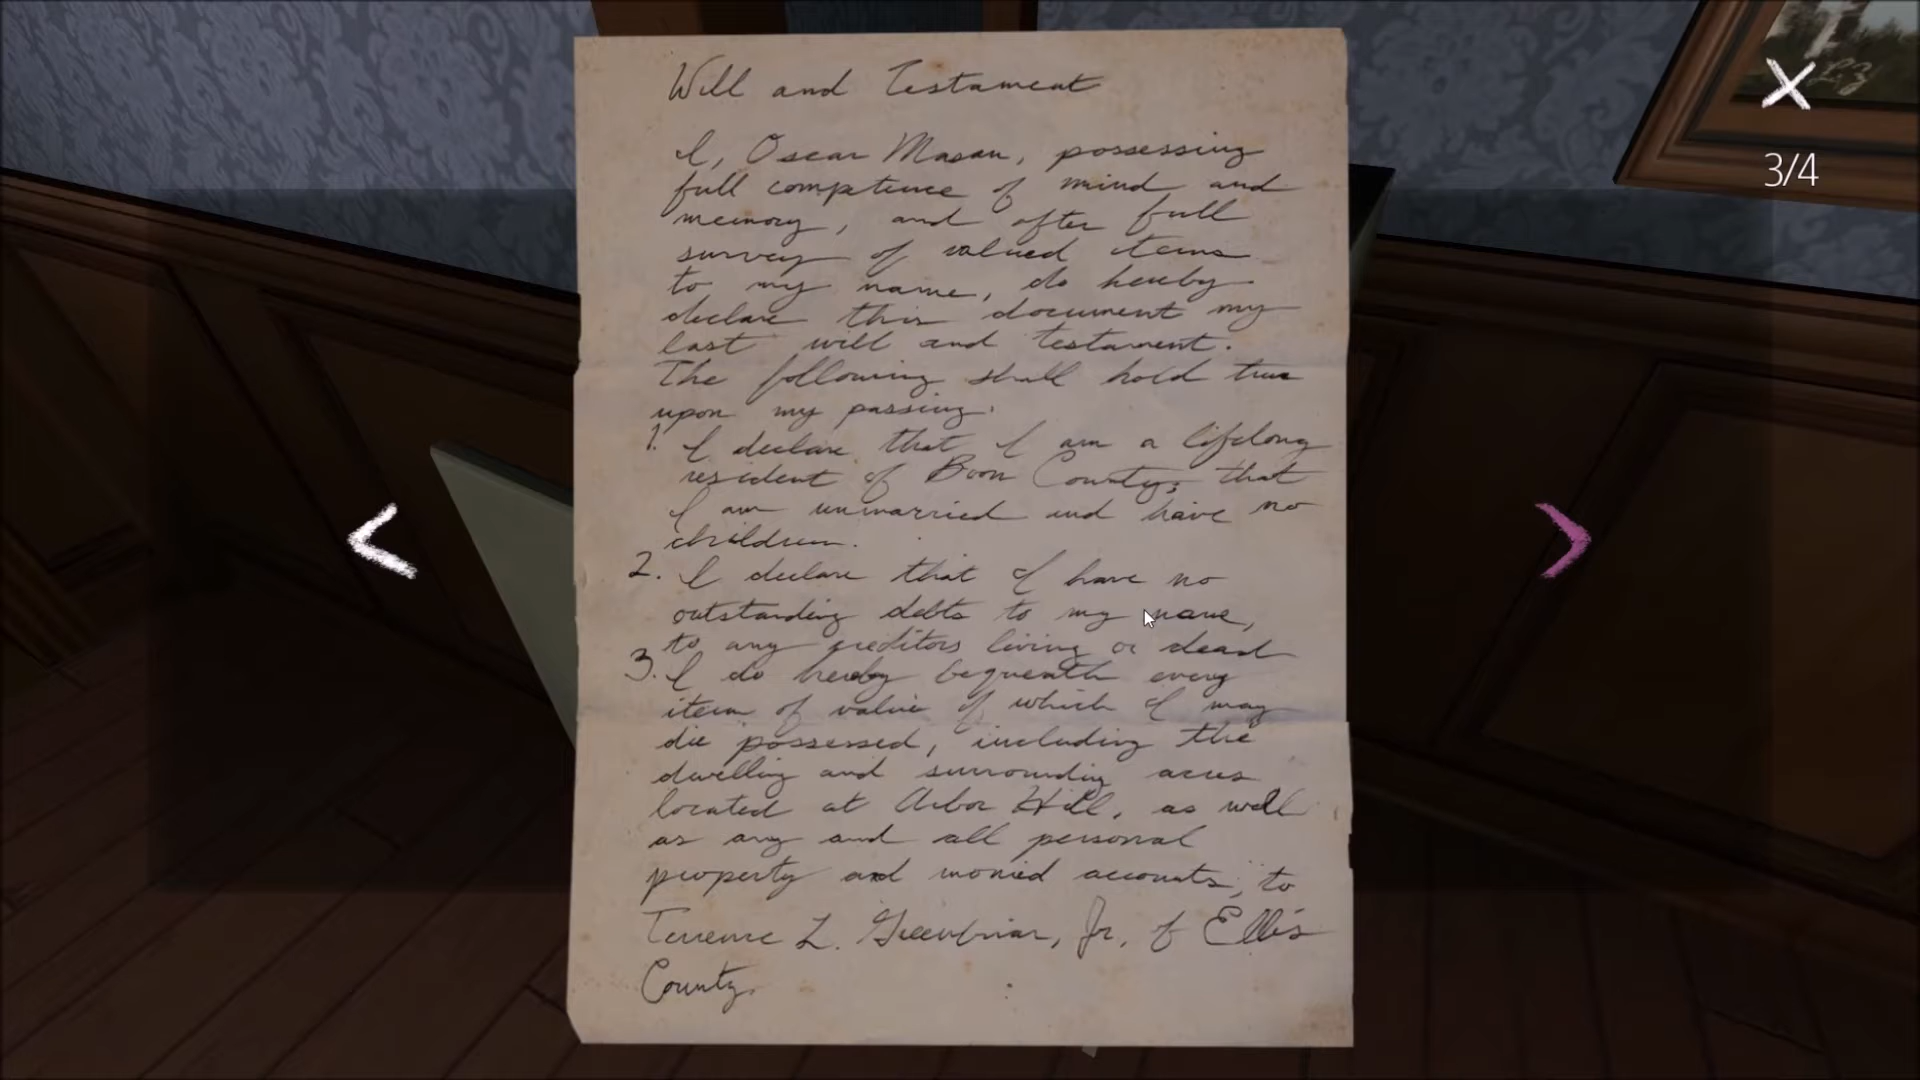 Will and Testament
I, Oscar Masan, possessing
full competence of mind and
memory, and after full
survey of valued items
to my name, do hereby
declare this document my
last will and testament.
The following shall hold true
upon my passing:
1. I declare that I am a lifelong
resident of Boon County; that
I am unmarried and have no
children.
2. I declare that I have no
outstanding debts to my name,
to any creditors living or dead
3. I do hereby bequeath every
item of value of which I may
die possessed, including the
dwelling and surrounding acres
located at Arbor Hill, as well
as any and all personal
property and monied accounts, to
Terrence L. Greenbriar, Jr. of Ellis
County.
3/4